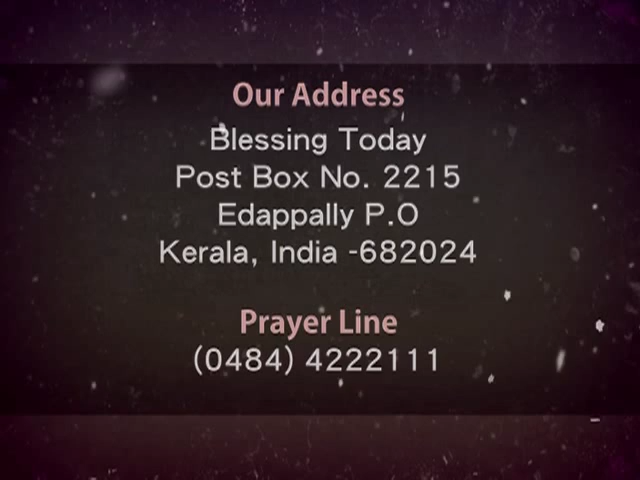 Our Address
Blessing Today
Post Box No. 2215
Edappally P.O
Kerala, India -682024
Prayer Line
(0484) 4222111